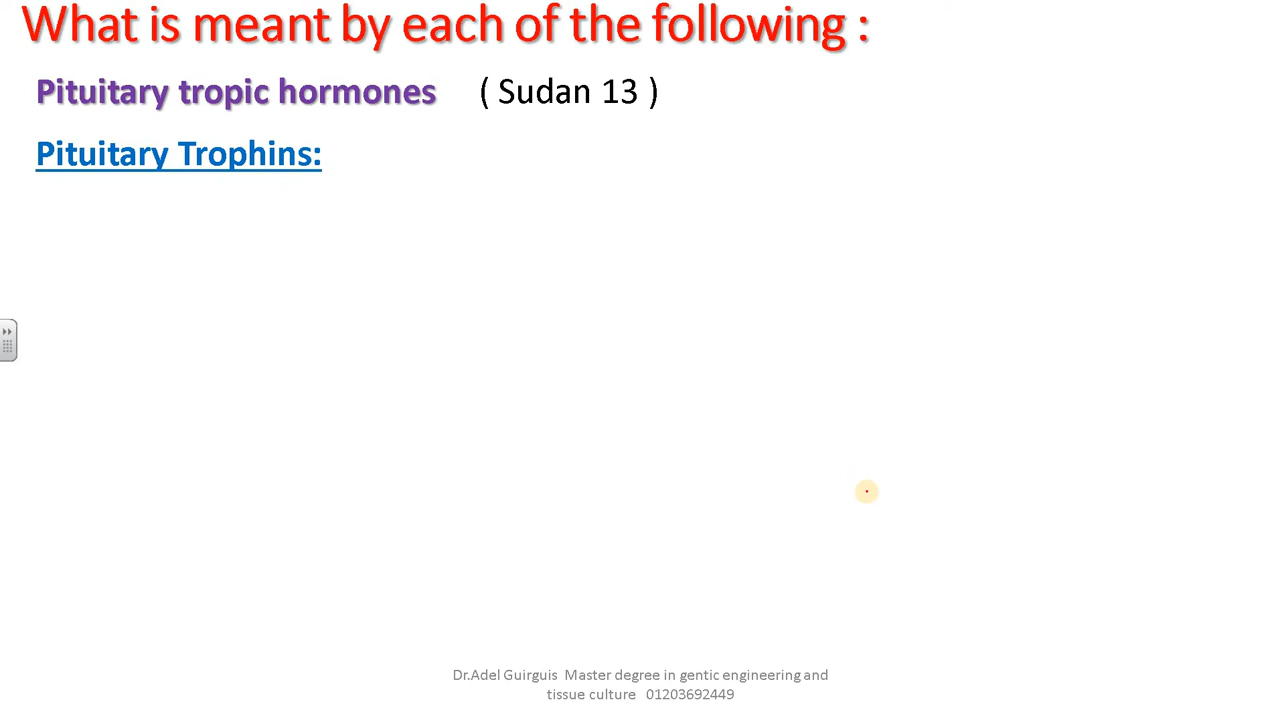 What is meant by each of the following :
Pituitary tropic hormones ( Sudan 13 )
Pituitary Trophins:
Dr.Adel Guirguis Master degree in gentic engineering and
tissue culture 01203692449